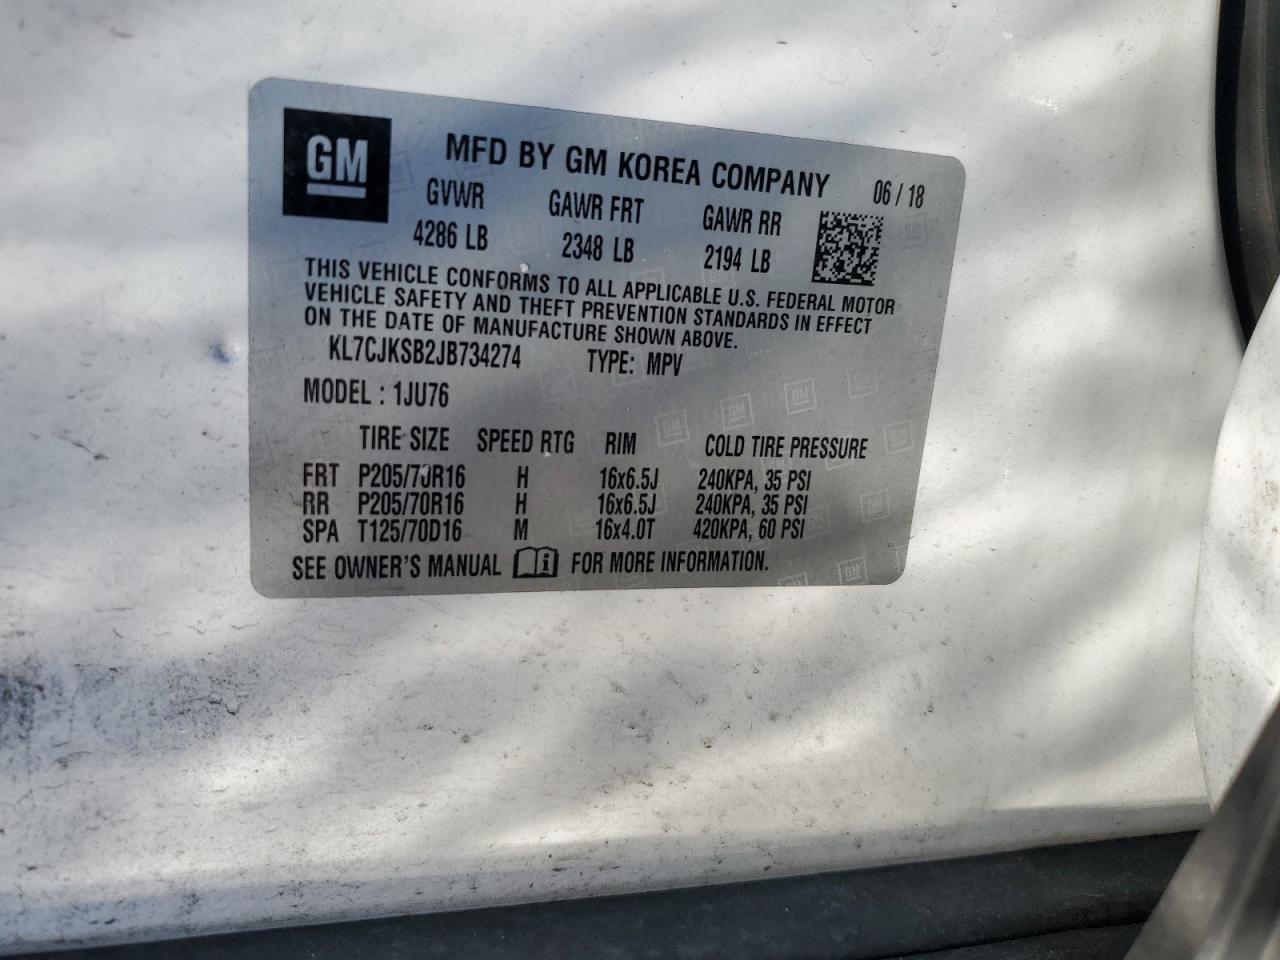 GM
MFD BY GM KOREA COMPANY 06 / 18
GVWR GAWR FRT GAWR RR
4286 LB 2348 LB 2194 LB
THIS VEHICLE CONFORMS TO ALL APPLICABLE U.S. FEDERAL MOTOR
VEHICLE SAFETY AND THEFT PREVENTION STANDARDS IN EFFECT
ON THE DATE OF MANUFACTURE SHOWN ABOVE.
KL7CJKSB2JB734274 TYPE: MPV
MODEL : 1JU76
TIRE SIZE SPEED RTG RIM COLD TIRE PRESSURE
FRT P205/70R16 H 16x6.5J 240KPA, 35 PSI
RR P205/70R16 H 16x6.5J 240KPA, 35 PSI
SPA T125/70D16 M 16x4.0T 420KPA, 60 PSI
SEE OWNER'S MANUAL FOR MORE INFORMATION.